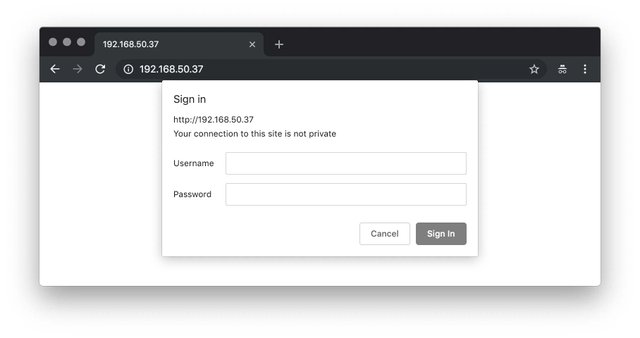 192.168.50.37
192.168.50.37
Sign in
http://192.168.50.37
Your connection to this site is not private
Username
Password
Cancel Sign In